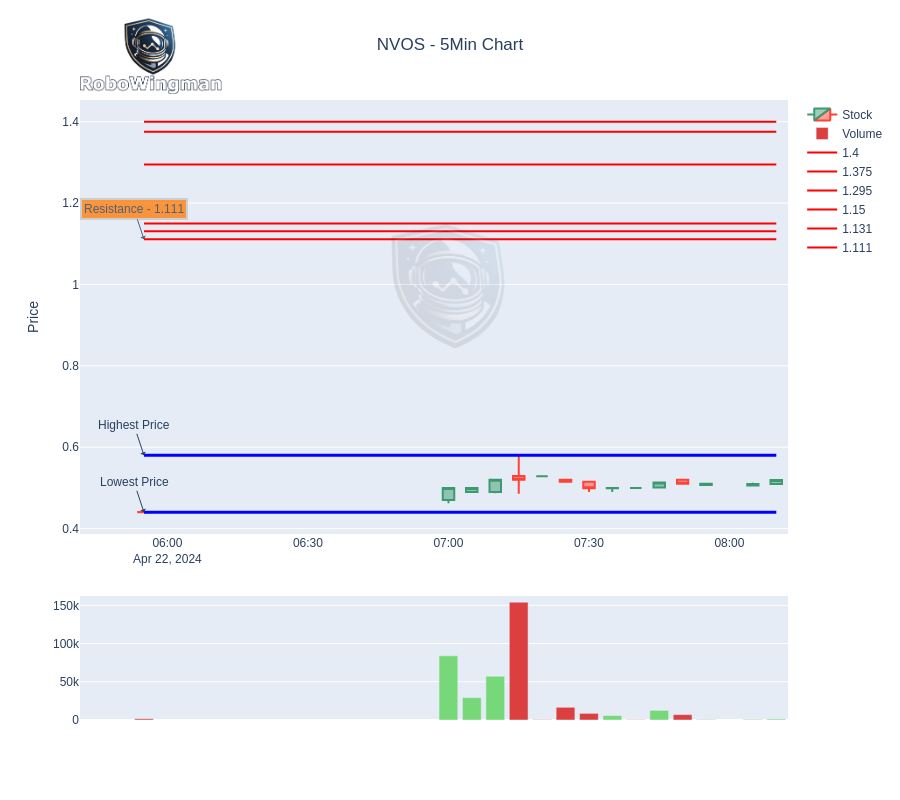 RoboWingman
NVOS - 5Min Chart
Stock
Volume
1.4
1.375
1.295
1.15
1.131
1.111
Price
1.4
1.2
1
0.8
0.6
0.4
Resistance - 1.111
Highest Price
Lowest Price
06:00
06:30
07:00
07:30
08:00
Apr 22, 2024
150k
100k
50k
0